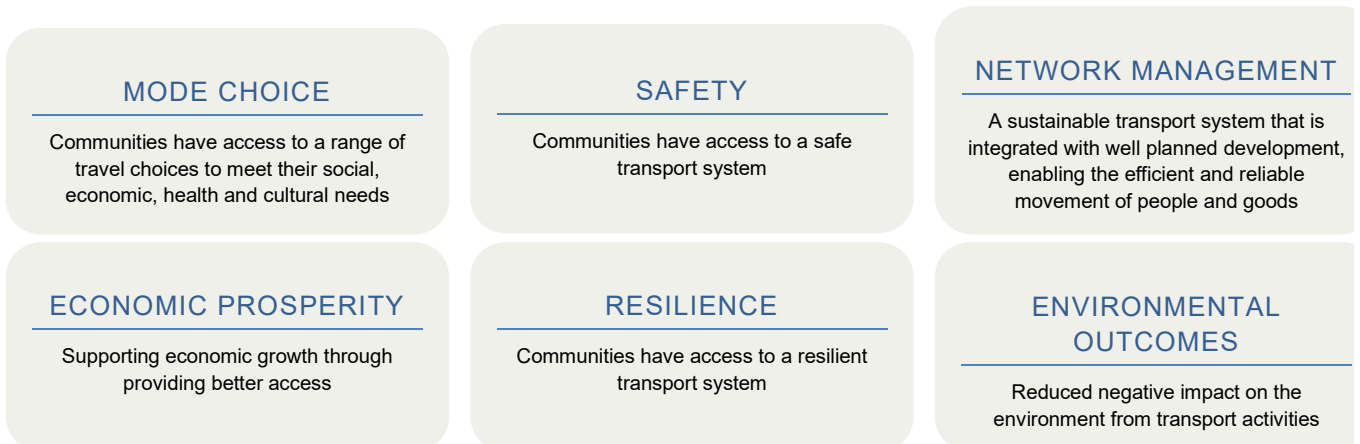 MODE CHOICE
Communities have access to a range of
travel choices to meet their social,
economic, health and cultural needs
SAFETY
Communities have access to a safe
transport system
NETWORK MANAGEMENT
A sustainable transport system that is
integrated with well planned development,
enabling the efficient and reliable
movement of people and goods
ECONOMIC PROSPERITY
Supporting economic growth through
providing better access
RESILIENCE
Communities have access to a resilient
transport system
ENVIRONMENTAL
OUTCOMES
Reduced negative impact on the
environment from transport activities